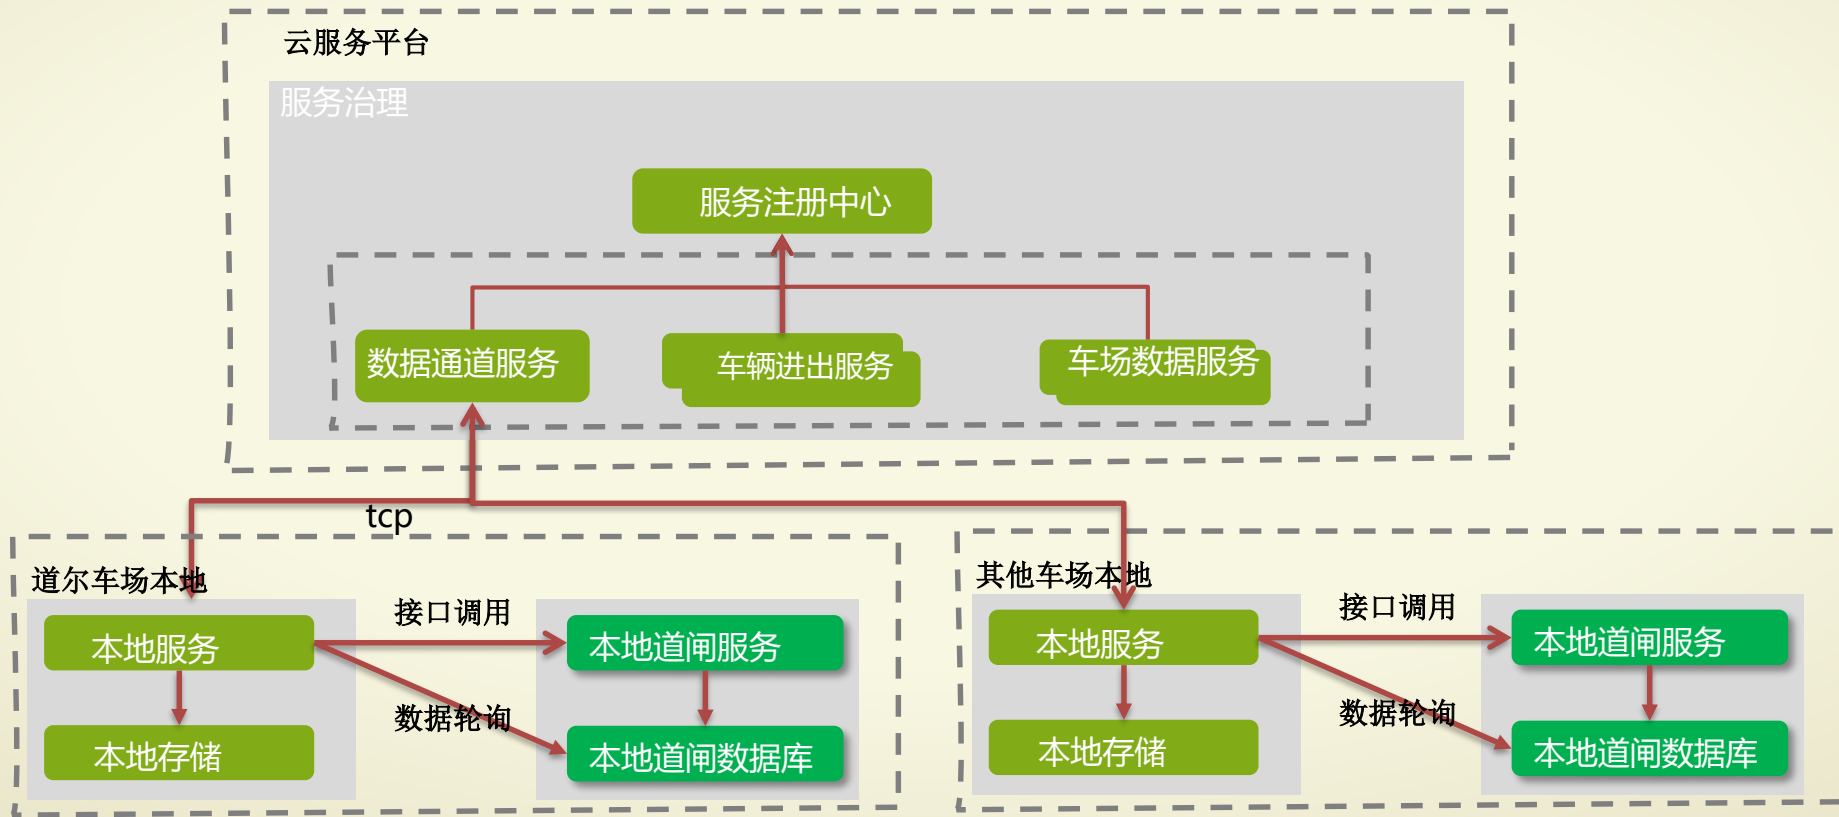 云服务平台
服务治理
服务注册中心
数据通道服务
车辆进出服务
车场数据服务
tcp
道尔车场本地
接口调用
本地服务
本地道闸服务
数据轮询
本地存储
本地道闸数据库
其他车场本地
接口调用
本地服务
本地道闸服务
数据轮询
本地存储
本地道闸数据库